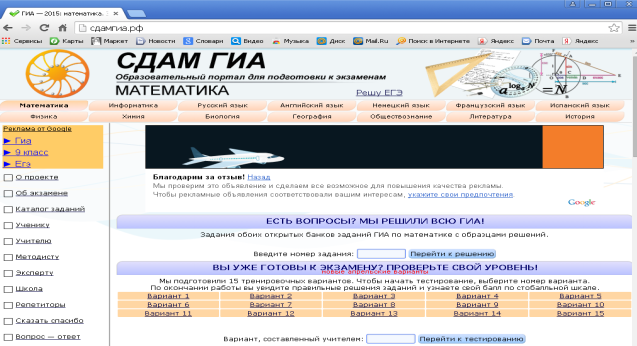 ГИА — 2015: математика.
сдамгиа.рф
Сервисы Карты Маркет Новости Словари Видео Музыка Диск Mail.Ru Поиск в Интернете Яндекс Почта Яндекс »
СДАМ ГИА
Образовательный портал для подготовки к экзаменам
МАТЕМАТИКА
Решу ЕГЭ
Математика Информатика Русский язык Английский язык Немецкий язык Французский язык Испанский язык
Физика Химия Биология География Обществознание Литература История
Реклама от Google
► Гиа
► 9 класс
► Егэ
О проекте
Об экзамене
Каталог заданий
Ученику
Учителю
Методисту
Эксперту
Школа
Репетиторы
Сказать спасибо
Вопрос — ответ
Благодарим за отзыв! Назад
Мы проверим это объявление и сделаем все возможное для повышения качества рекламы.
Чтобы рекламные объявления соответствовали вашим интересам, укажите свои предпочтения.
Google
ЕСТЬ ВОПРОСЫ? МЫ РЕШИЛИ ВСЮ ГИА!
Задания обоих открытых банков заданий ГИА по математике с образцами решений.
Введите номер задания: Перейти к решению
ВЫ УЖЕ ГОТОВЫ К ЭКЗАМЕНУ? ПРОВЕРЬТЕ СВОЙ УРОВЕНЬ!
новые апрельские варианты
Мы подготовили 15 тренировочных вариантов. Чтобы начать тестирование, выберите номер варианта.
По окончании работы вы увидите правильные решения заданий и узнаете свой балл по стобалльной шкале.
Вариант 1 Вариант 2 Вариант 3 Вариант 4 Вариант 5
Вариант 6 Вариант 7 Вариант 8 Вариант 9 Вариант 10
Вариант 11 Вариант 12 Вариант 13 Вариант 14 Вариант 15
Вариант, составленный учителем: Перейти к тестированию